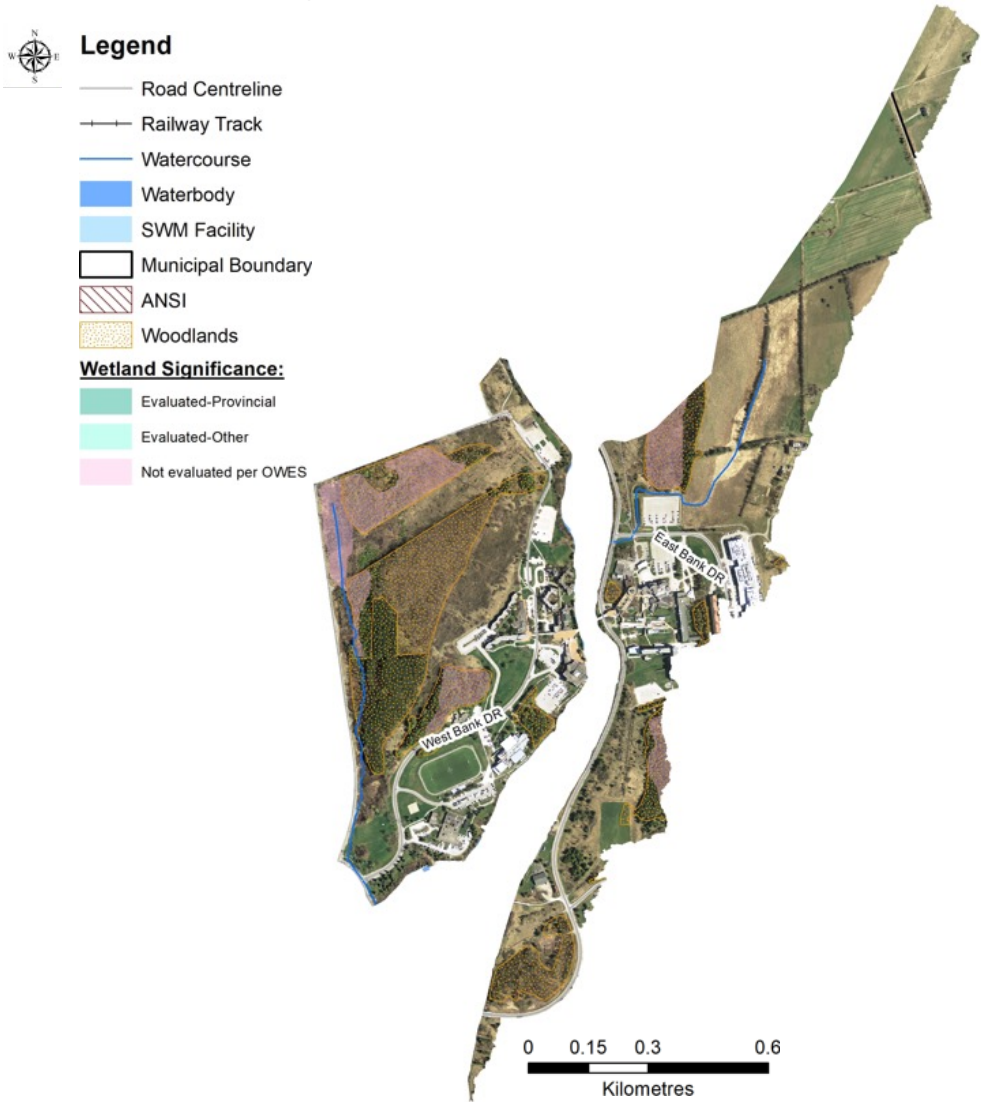 N
W E
S
Legend
Road Centreline
Railway Track
Watercourse
Waterbody
SWM Facility
Municipal Boundary
ANSI
Woodlands
Wetland Significance:
Evaluated-Provincial
Evaluated-Other
Not evaluated per OWES
East Bank DR
West Bank DR
0 0.15 0.3 0.6
Kilometres